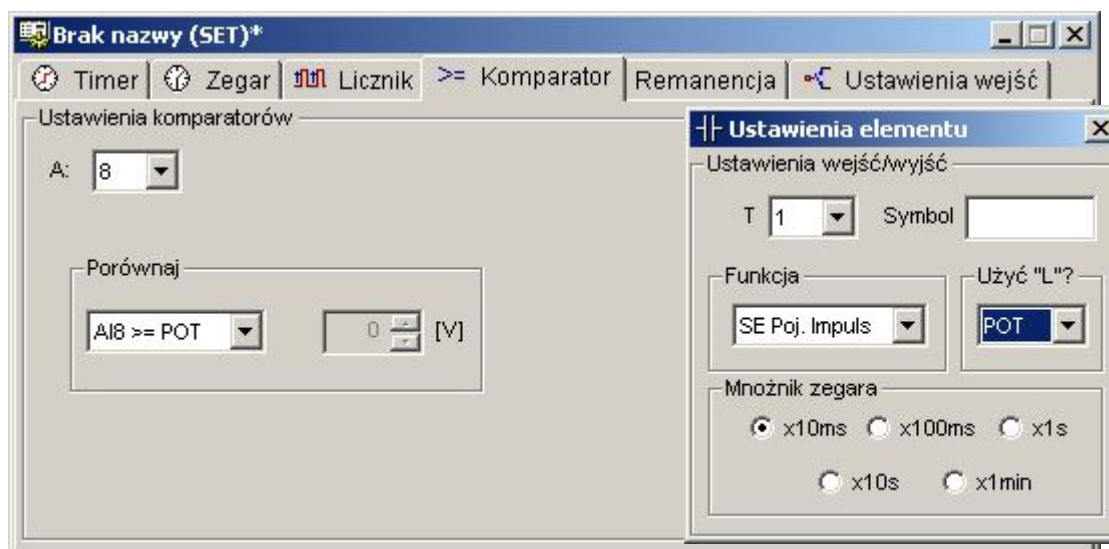 Brak nazwy (SET)*
Timer Zegar Licznik >= Komparator Remanencja Ustawienia wejść
Ustawienia komparatorów
A: 8
Porównaj
AI8 >= POT 0 [V]
Ustawienia elementu
Ustawienia wejść/wyjść
T 1 Symbol
Funkcja Użyć "L"?
SE Poj. Impuls POT
Mnożnik zegara
x10ms x100ms x1s
x10s x1min